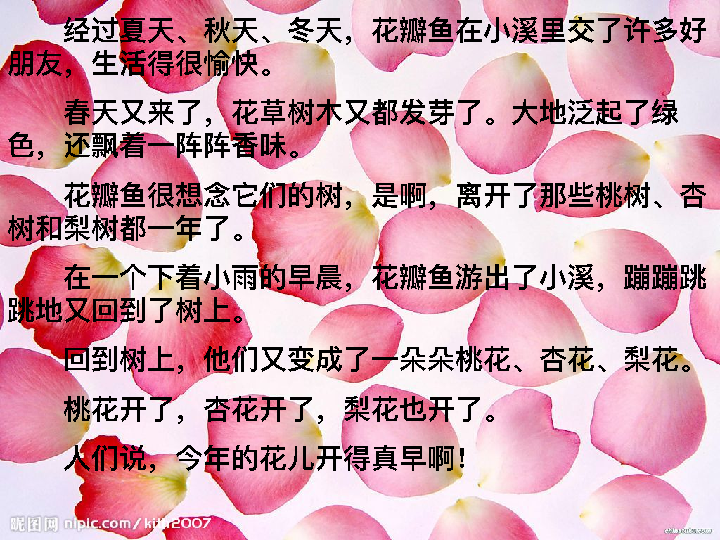 经过夏天、秋天、冬天，花瓣鱼在小溪里交了许多好
朋友，生活得很愉快。
春天又来了，花草树木又都发芽了。大地泛起了绿
色，还飘着一阵阵香味。
花瓣鱼很想念它们的树，是啊，离开了那些桃树、杏
树和梨树都一年了。
在一个下着小雨的早晨，花瓣鱼游出了小溪，蹦蹦跳
跳地又回到了树上。
回到树上，他们又变成了一朵朵桃花、杏花、梨花。
桃花开了，杏花开了，梨花也开了。
人们说，今年的花儿开得真早啊！
昵图网 nipic.com/kitih2007